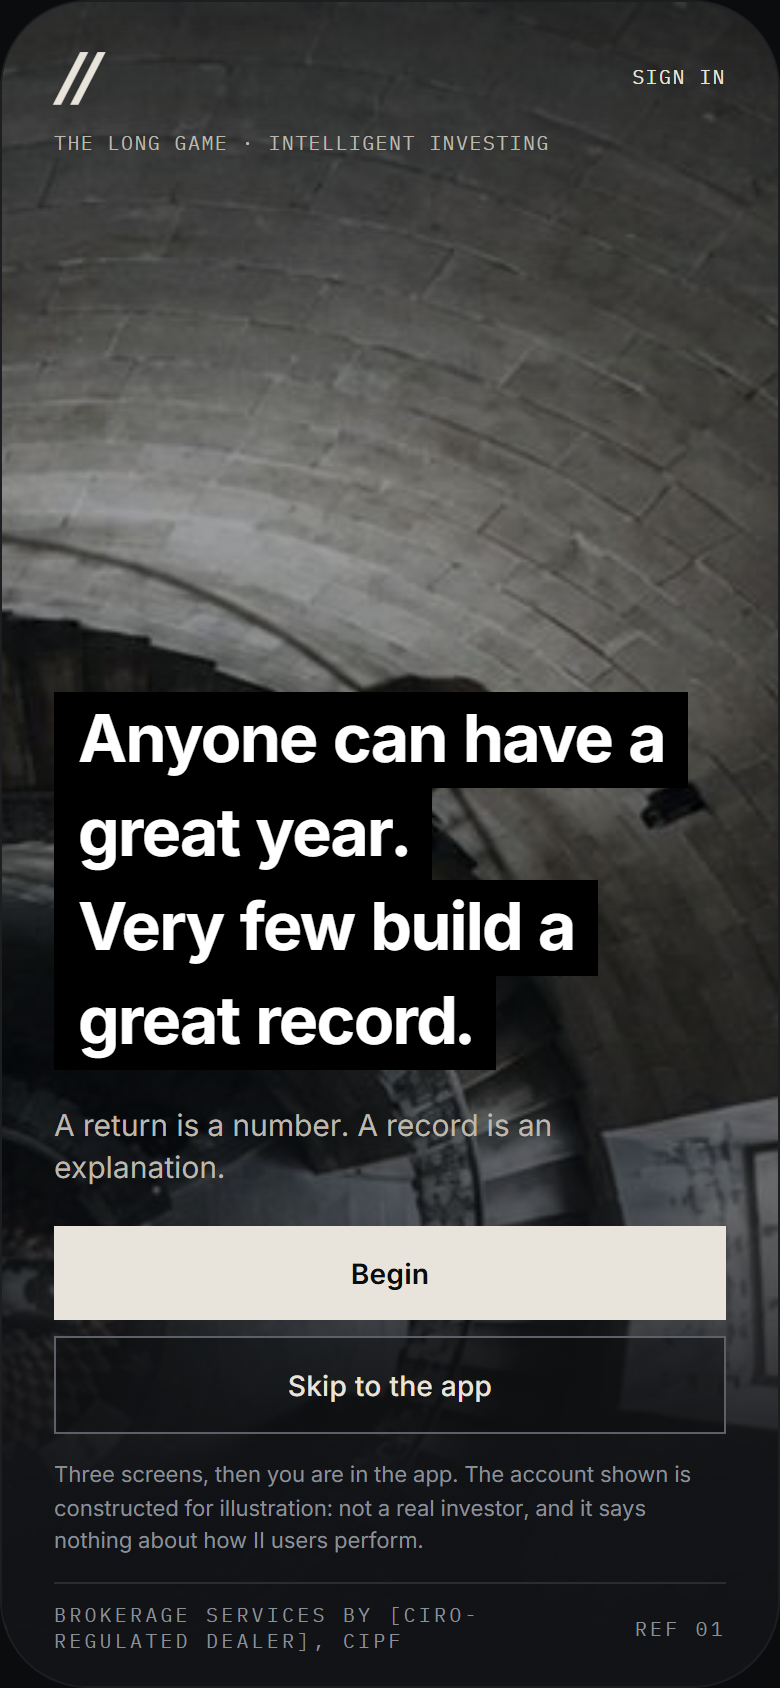 //
SIGN IN
THE LONG GAME · INTELLIGENT INVESTING
Anyone can have a
great year.
Very few build a
great record.
A return is a number. A record is an
explanation.
Begin
Skip to the app
Three screens, then you are in the app. The account shown is
constructed for illustration: not a real investor, and it says
nothing about how II users perform.
BROKERAGE SERVICES BY [CIRO-
REGULATED DEALER], CIPF
REF 01